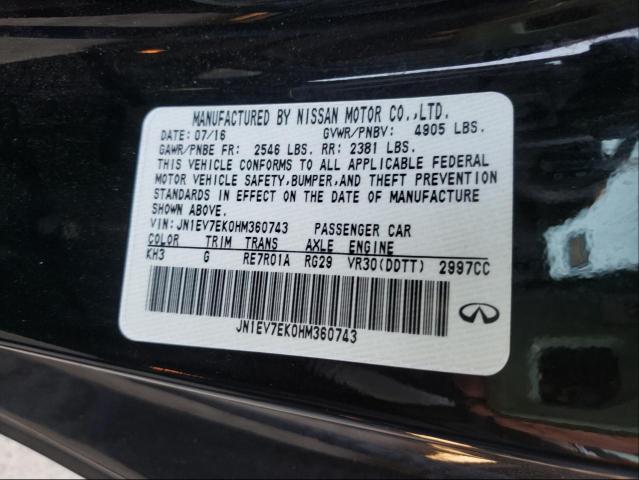 MANUFACTURED BY NISSAN MOTOR CO.,LTD.
DATE: 07/16 GVWR/PNBV: 4905 LBS.
GAWR/PNBE FR: 2546 LBS. RR: 2381 LBS.
THIS VEHICLE CONFORMS TO ALL APPLICABLE FEDERAL
MOTOR VEHICLE SAFETY,BUMPER,AND THEFT PREVENTION
STANDARDS IN EFFECT ON THE DATE OF MANUFACTURE
SHOWN ABOVE.
VIN: JN1EV7EK0HM360743 PASSENGER CAR
COLOR TRIM TRANS AXLE ENGINE
KH3 G RE7R01A RG29 VR30(DDTT) 2997CC
JN1EV7EK0HM360743